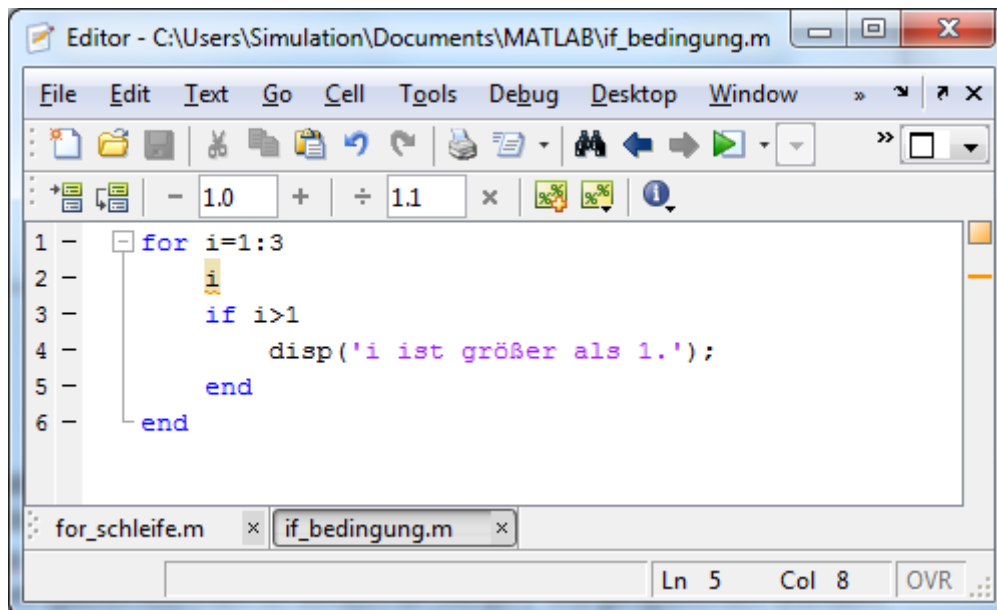 Editor - C:\Users\Simulation\Documents\MATLAB\if_bedingung.m
File Edit Text Go Cell Tools Debug Desktop Window »
»
- 1.0 + ÷ 1.1 ×
1 - for i=1:3
2 - i
3 - if i>1
4 - disp('i ist größer als 1.');
5 - end
6 - end
for_schleife.m × if_bedingung.m ×
Ln 5 Col 8 OVR